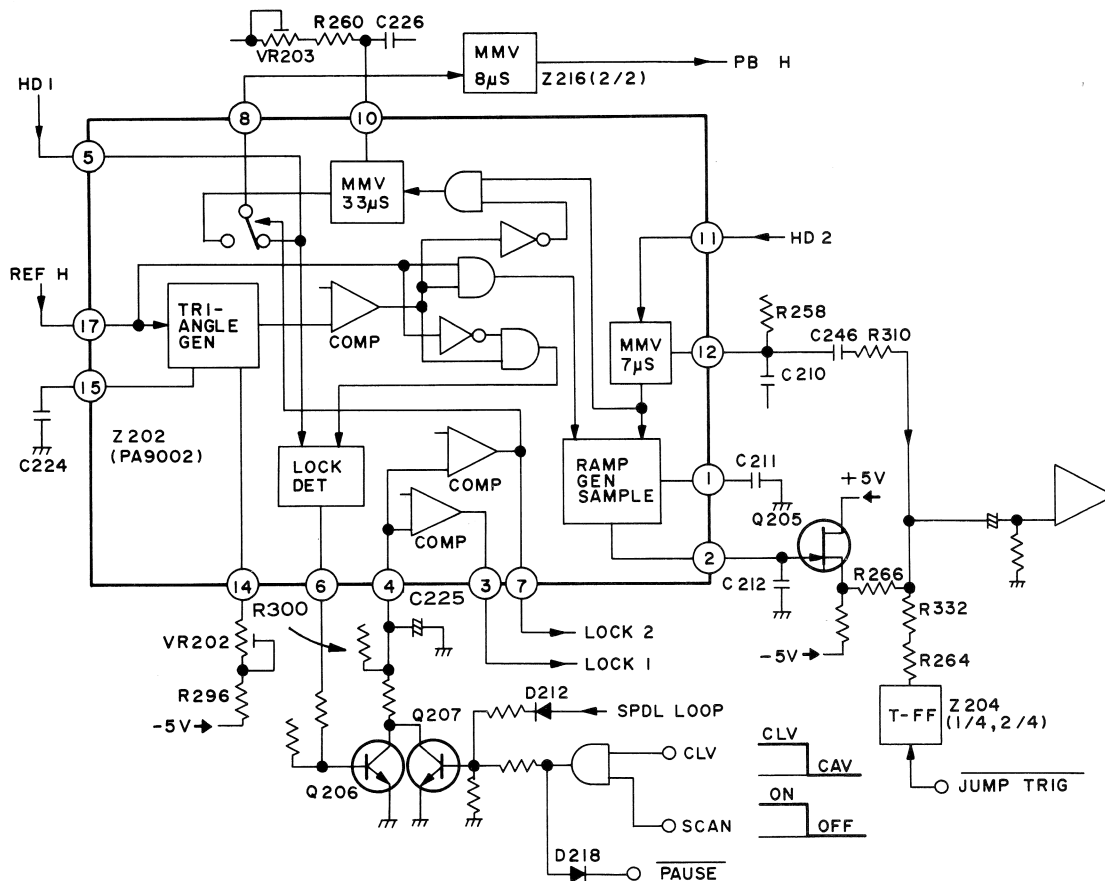 R260
C226
VR203
MMV
8μS
Z216(2/2)
PB H
HD1
8
10
5
MMV
33μS
11
HD2
REF H
17
TRI-
ANGLE
GEN
COMP
MMV
7μS
12
R258
C246
R310
C210
15
C224
Z202
(PA9002)
LOCK
DET
COMP
COMP
RAMP
GEN
SAMPLE
1
C211
+5V
Q205
2
C212
R266
14
6
4
3
7
R300
C225
VR202
R296
-5V
LOCK 2
LOCK 1
-5V
R332
R264
D212
SPDL LOOP
Q207
Q206
T-FF
Z204
(1/4, 2/4)
CLV
CLV
CAV
JUMP TRIG
SCAN
ON
OFF
D218
PAUSE